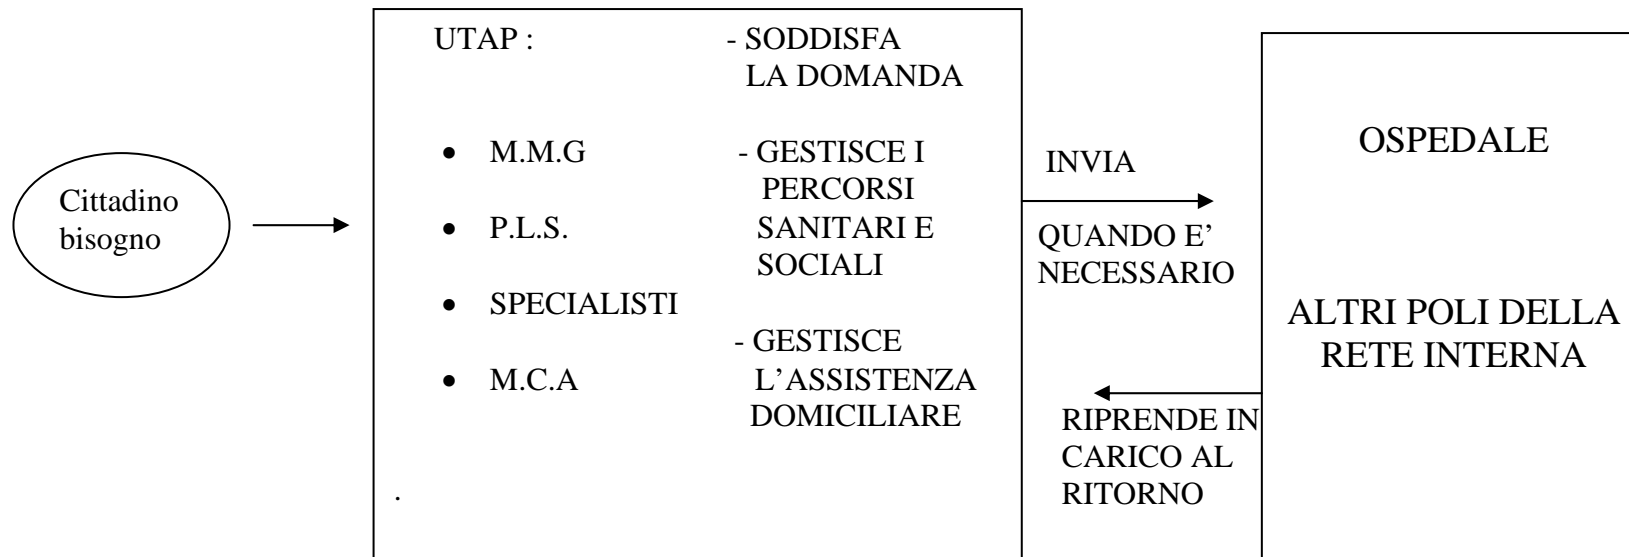 Cittadino
bisogno
UTAP :
• M.M.G
• P.L.S.
• SPECIALISTI
• M.C.A
.
- SODDISFA
LA DOMANDA
- GESTISCE I
PERCORSI
SANITARI E
SOCIALI
- GESTISCE
L’ASSISTENZA
DOMICILIARE
INVIA
QUANDO E’
NECESSARIO
RIPRENDE IN
CARICO AL
RITORNO
OSPEDALE
ALTRI POLI DELLA
RETE INTERNA